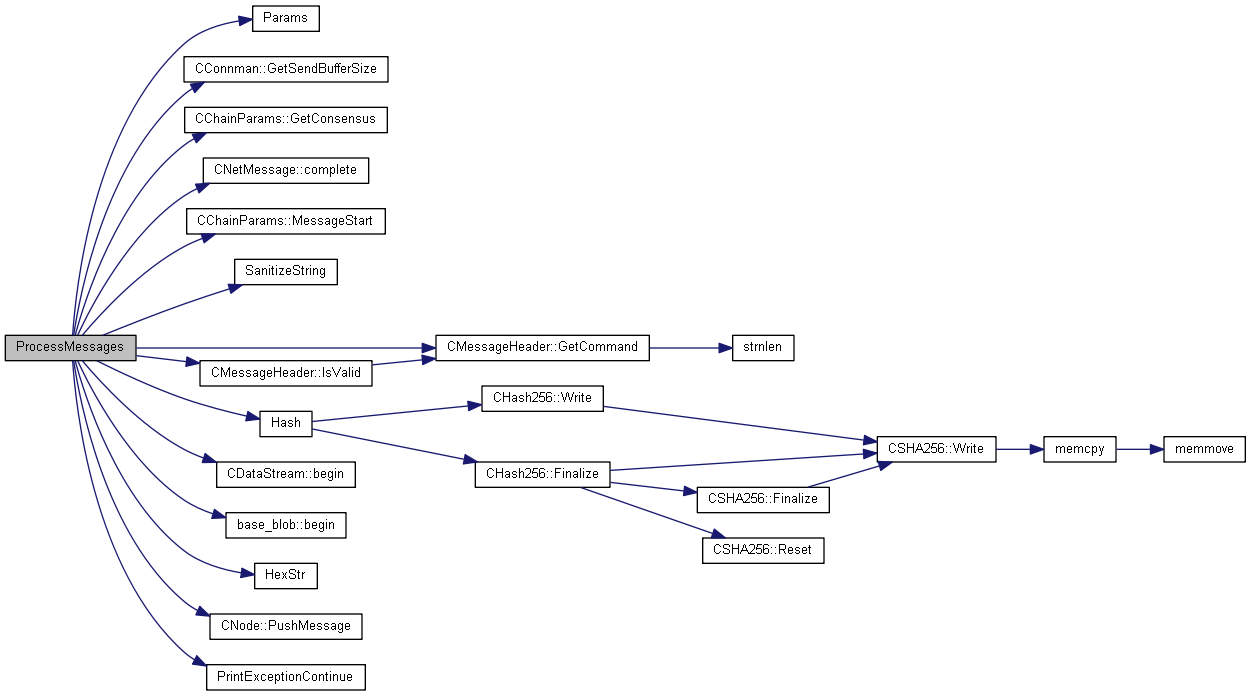 Params
CConnman::GetSendBufferSize
CChainParams::GetConsensus
CNetMessage::complete
CChainParams::MessageStart
SanitizeString
ProcessMessages
CMessageHeader::GetCommand
strnlen
CMessageHeader::IsValid
CHash256::Write
Hash
CSHA256::Write
memcpy
memmove
CDataStream::begin
CHash256::Finalize
CSHA256::Finalize
base_blob::begin
CSHA256::Reset
HexStr
CNode::PushMessage
PrintExceptionContinue